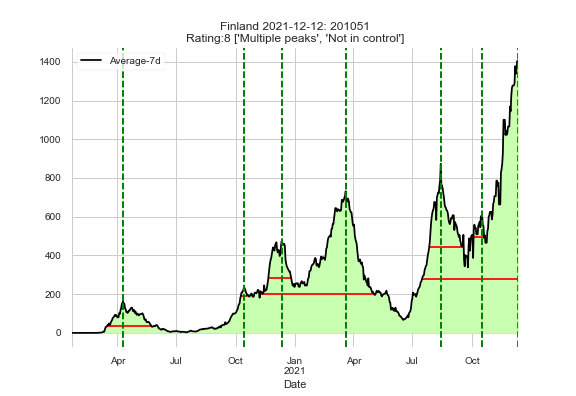 Finland 2021-12-12: 201051
Rating:8 ['Multiple peaks', 'Not in control']
Average-7d
1400
1200
1000
800
600
400
200
0
Apr Jul Oct Jan Apr Jul Oct
2021
Date